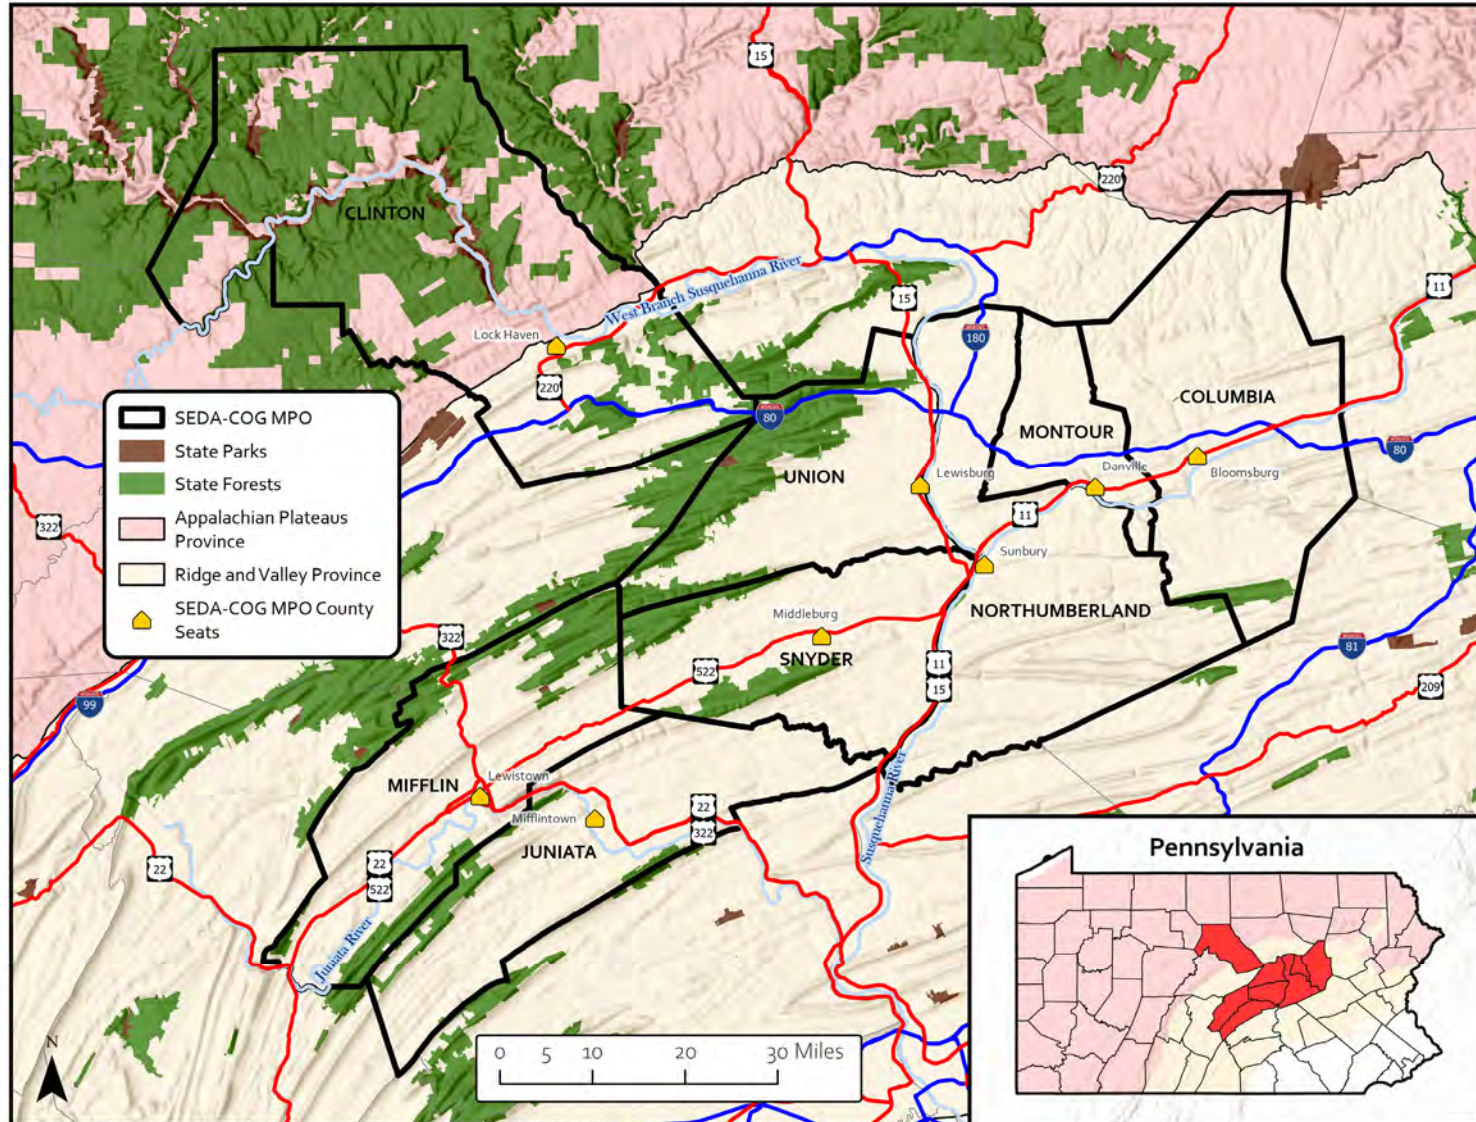 15
220
CLINTON
West Branch Susquehanna River
15
11
Lock Haven
180
220
80
COLUMBIA
MONTOUR
80
SEDA-COG MPO
State Parks
State Forests
Appalachian Plateaus
Province
Ridge and Valley Province
SEDA-COG MPO County
Seats
322
UNION
Lewisburg
Danville
Bloomsburg
11
Sunbury
Middleburg
NORTHUMBERLAND
322
SNYDER
81
522
11
15
209
99
MIFFLIN
Lewistown
Mifflintown
22
322
JUNIATA
Susquehanna River
22
22
522
Juniata River
Pennsylvania
N
0 5 10 20 30 Miles